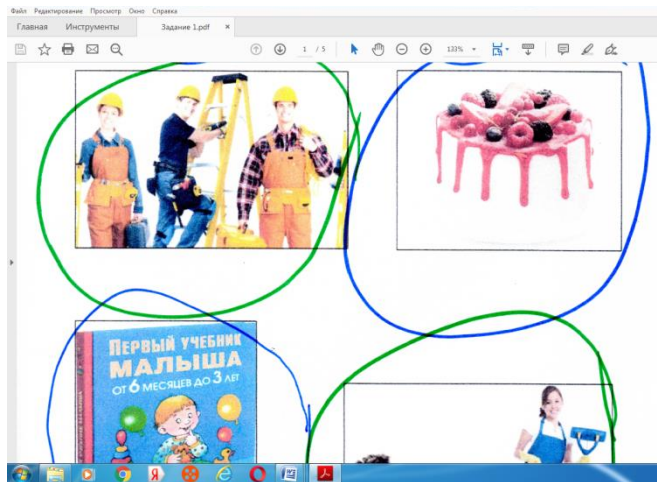 Файл Редактирование Просмотр Окно Справка
Главная Инструменты Задание 1.pdf ×
1 / 5 133%
ПЕРВЫЙ УЧЕБНИК
МАЛЫША
ОТ 6 МЕСЯЦЕВ ДО 3 ЛЕТ